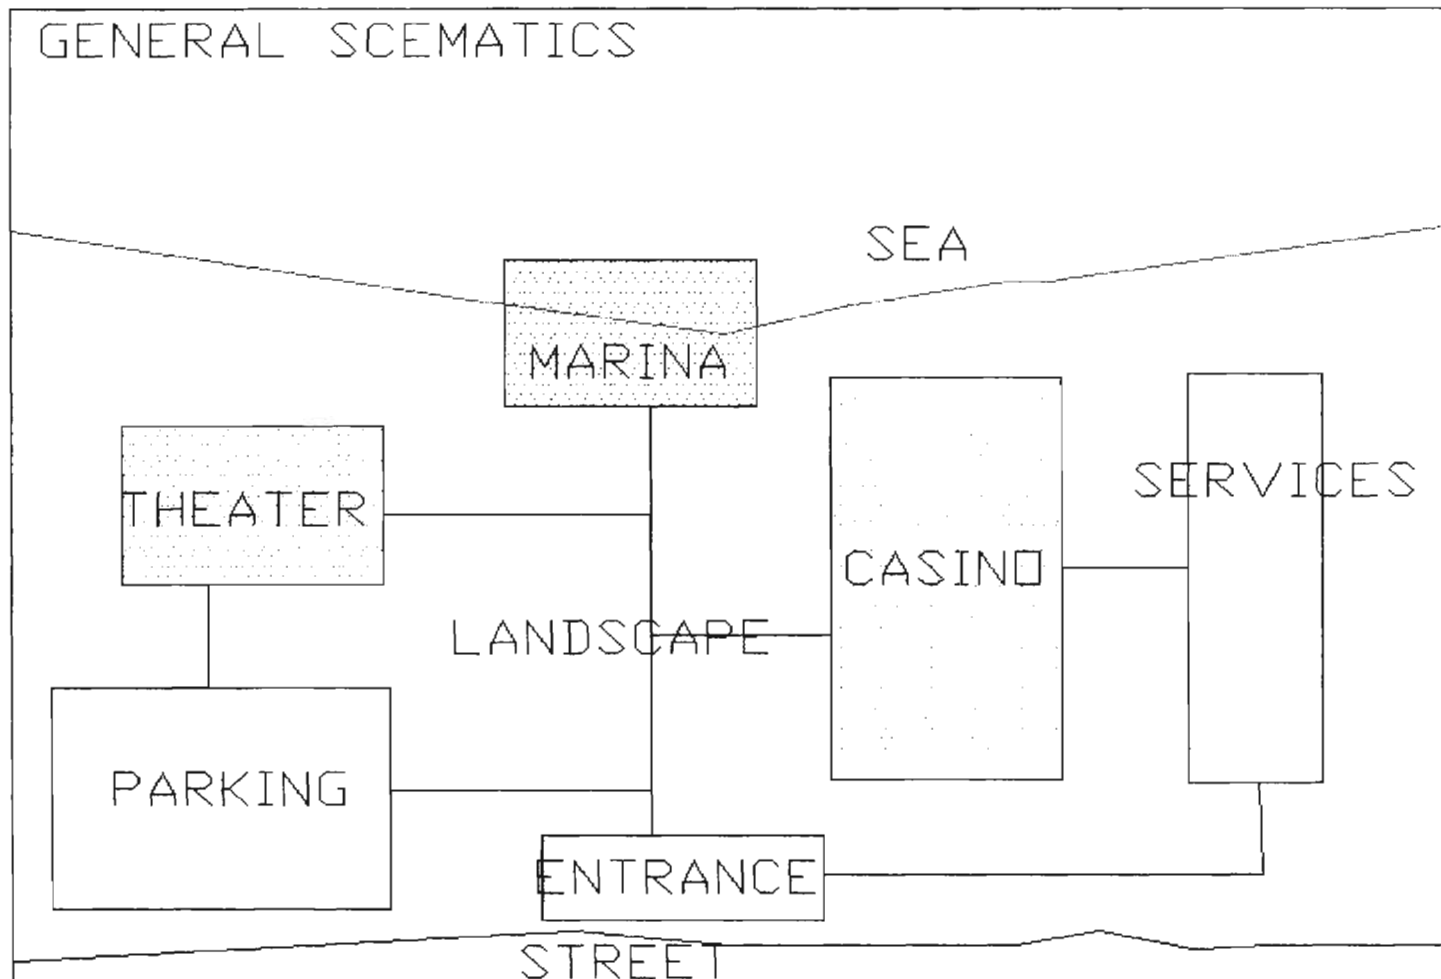 GENERAL SCEMATICS
SEA
MARINA
SERVICES
THEATER
CASINO
LANDSCAPE
PARKING
ENTRANCE
STREET